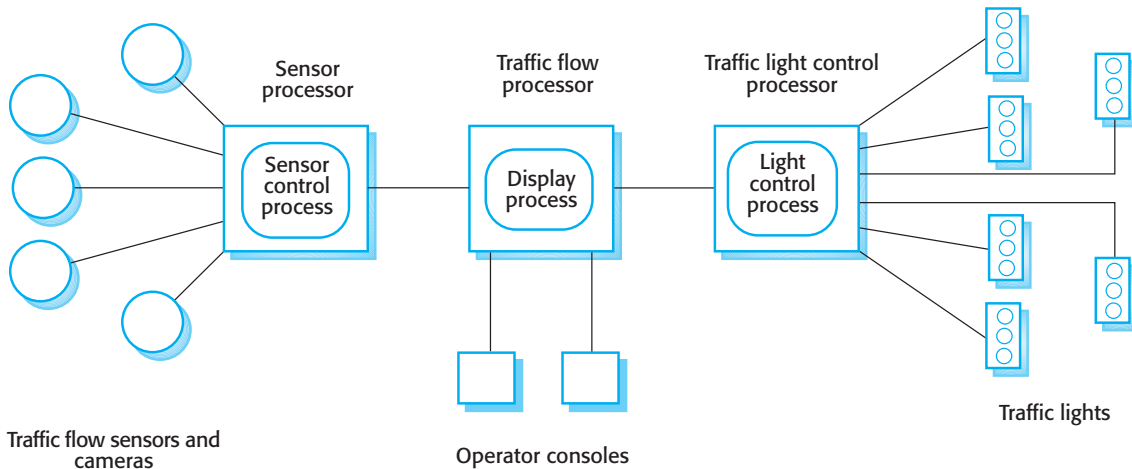 Sensor
processor
Traffic flow
processor
Traffic light control
processor
Sensor
control
process
Display
process
Light
control
process
Traffic flow sensors and
cameras
Operator consoles
Traffic lights